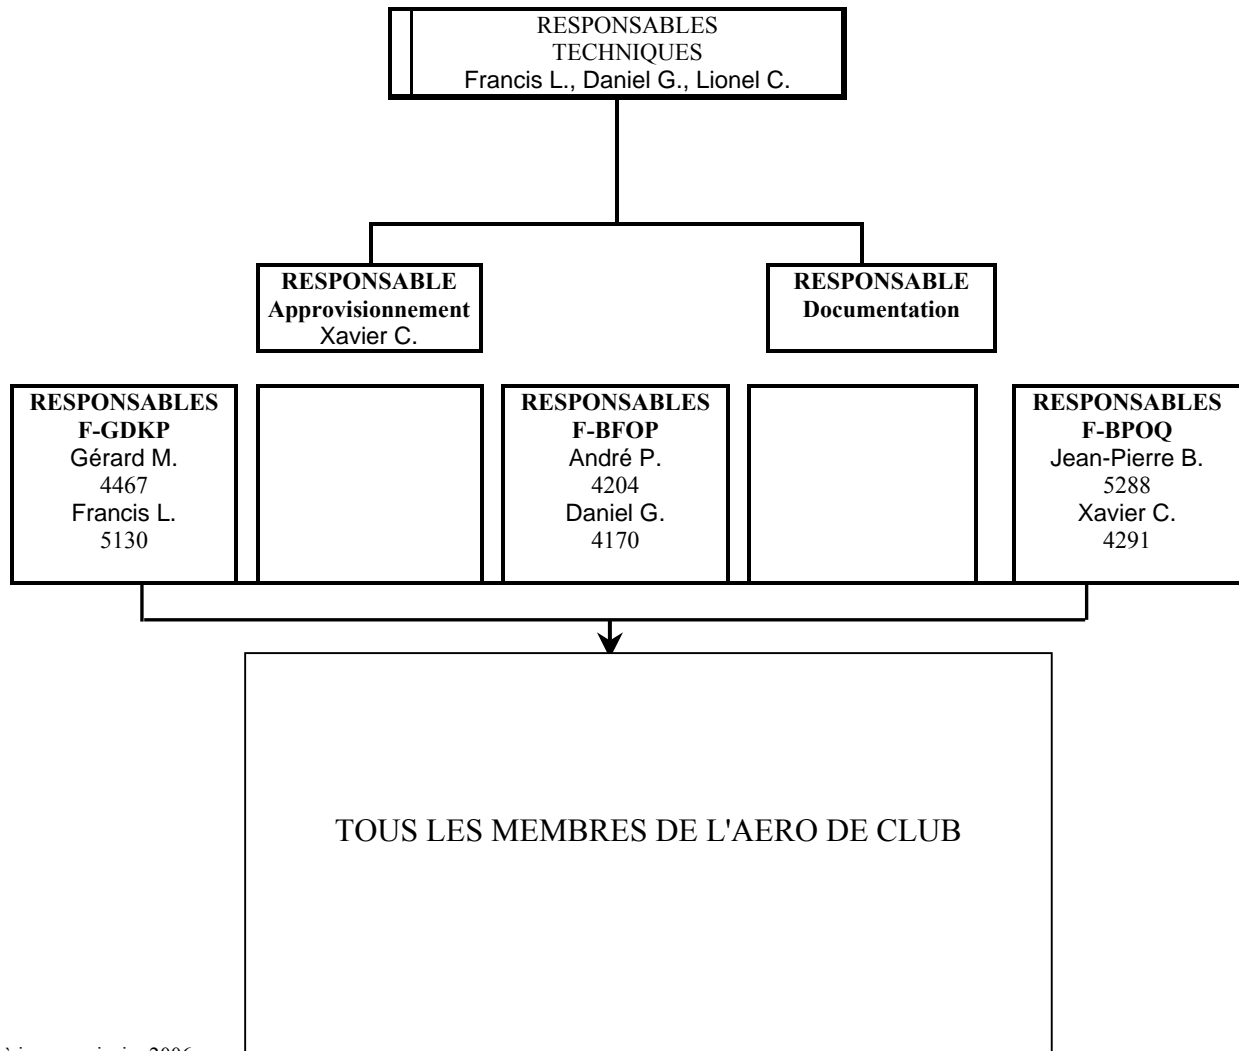 RESPONSABLES
TECHNIQUES
Francis L., Daniel G., Lionel C.
RESPONSABLE
Approvisionnement
Xavier C.
RESPONSABLE
Documentation
RESPONSABLES
F-GDKP
Gérard M.
4467
Francis L.
5130
RESPONSABLES
F-BFOP
André P.
4204
Daniel G.
4170
RESPONSABLES
F-BPOQ
Jean-Pierre B.
5288
Xavier C.
4291
TOUS LES MEMBRES DE L'AERO DE CLUB
2006